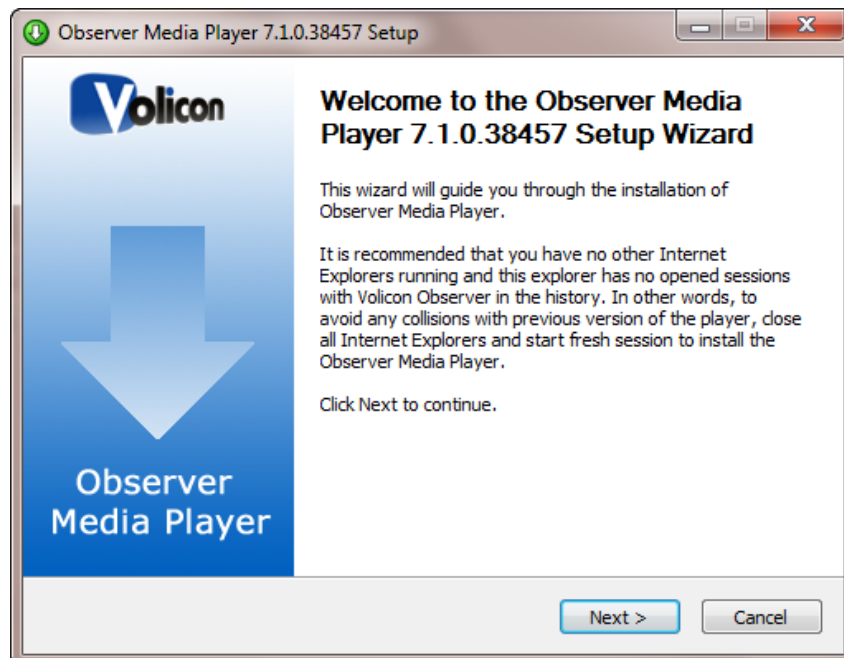 Observer Media Player 7.1.0.38457 Setup
Volicon
Welcome to the Observer Media
Player 7.1.0.38457 Setup Wizard
This wizard will guide you through the installation of
Observer Media Player.
It is recommended that you have no other Internet
Explorers running and this explorer has no opened sessions
with Volicon Observer in the history. In other words, to
avoid any collisions with previous version of the player, close
all Internet Explorers and start fresh session to install the
Observer Media Player.
Click Next to continue.
Observer
Media Player
Next >
Cancel